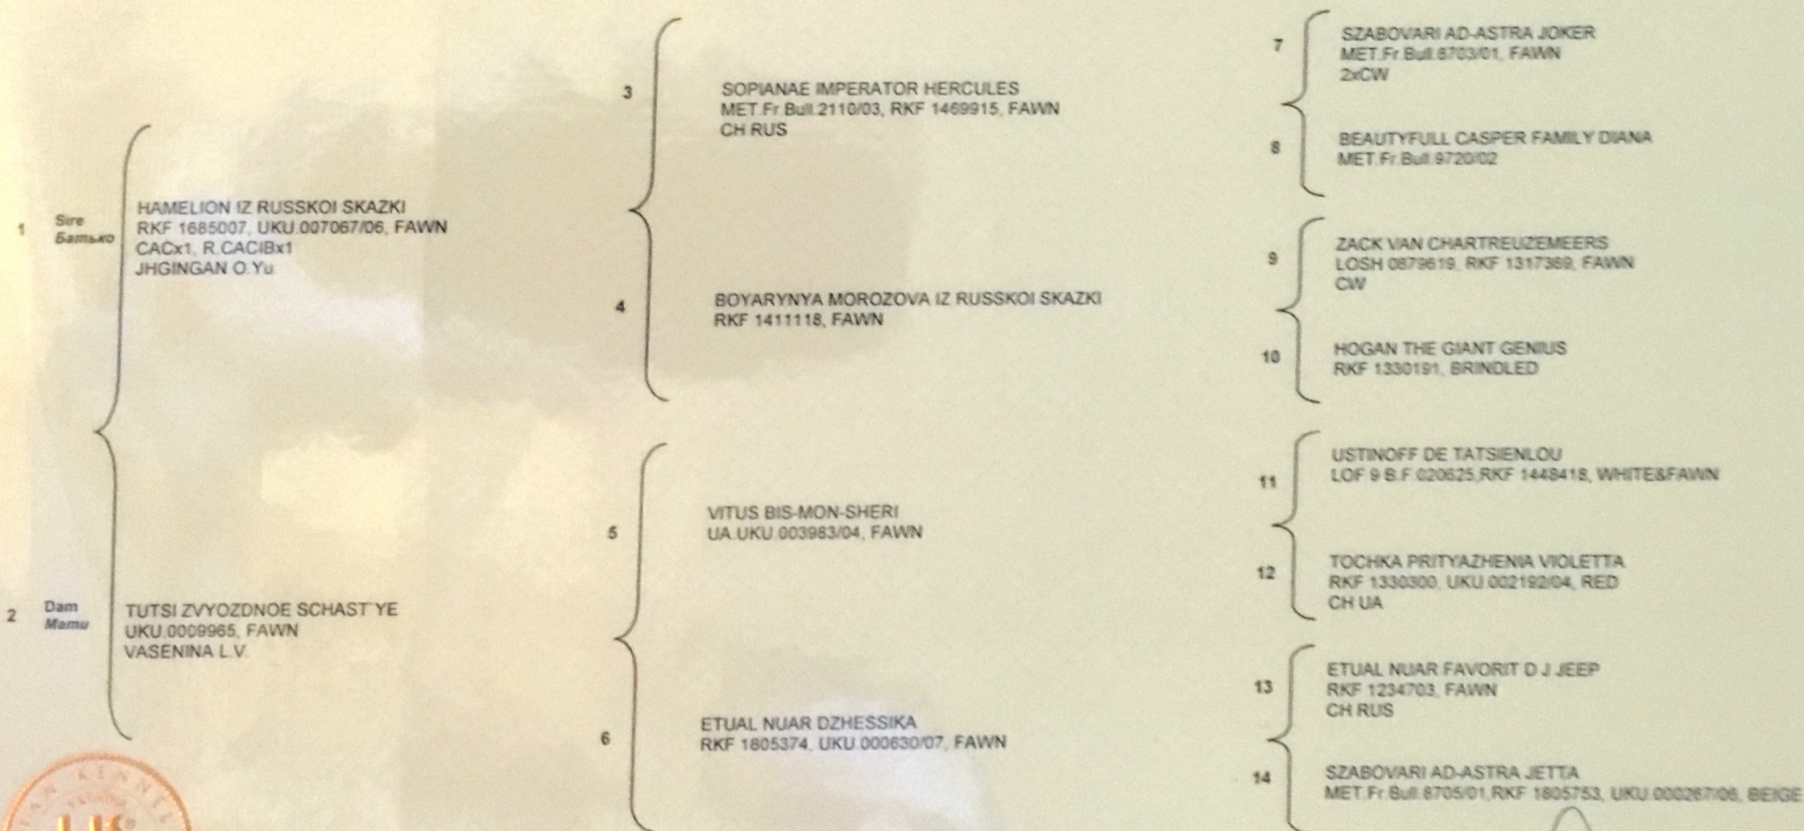 1
Sire
Батько
HAMELION IZ RUSSKOI SKAZKI
RKF 1685007, UKU.007067/06, FAWN
CACx1, R.CACIBx1
JHGINGAN O.Yu.
2
Dam
Мати
TUTSI ZVYOZDNOE SCHAST`YE
UKU.0009965, FAWN
VASENINA L.V.
3
SOPIANAE IMPERATOR HERCULES
MET.Fr.Bull.2110/03, RKF 1469915, FAWN
CH RUS
4
BOYARYNYA MOROZOVA IZ RUSSKOI SKAZKI
RKF 1411118, FAWN
5
VITUS BIS-MON-SHERI
UA.UKU.003983/04, FAWN
6
ETUAL NUAR DZHESSIKA
RKF 1805374, UKU.000630/07, FAWN
7
SZABOVARI AD-ASTRA JOKER
MET.Fr.Bull.8703/01, FAWN
2xCW
8
BEAUTYFULL CASPER FAMILY DIANA
MET.Fr.Bull.9720/02
9
ZACK VAN CHARTREUZEMEERS
LOSH 0879619, RKF 1317369, FAWN
CW
10
HOGAN THE GIANT GENIUS
RKF 1330191, BRINDLED
11
USTINOFF DE TATSIENLOU
LOF 9 B.F.020625,RKF 1448418, WHITE&FAWN
12
TOCHKA PRITYAZHENIA VIOLETTA
RKF 1330300, UKU.002192/04, RED
CH UA
13
ETUAL NUAR FAVORIT D J JEEP
RKF 1234703, FAWN
CH RUS
14
SZABOVARI AD-ASTRA JETTA
MET.Fr.Bull.8705/01,RKF 1805753, UKU.000267/06, BEIGE